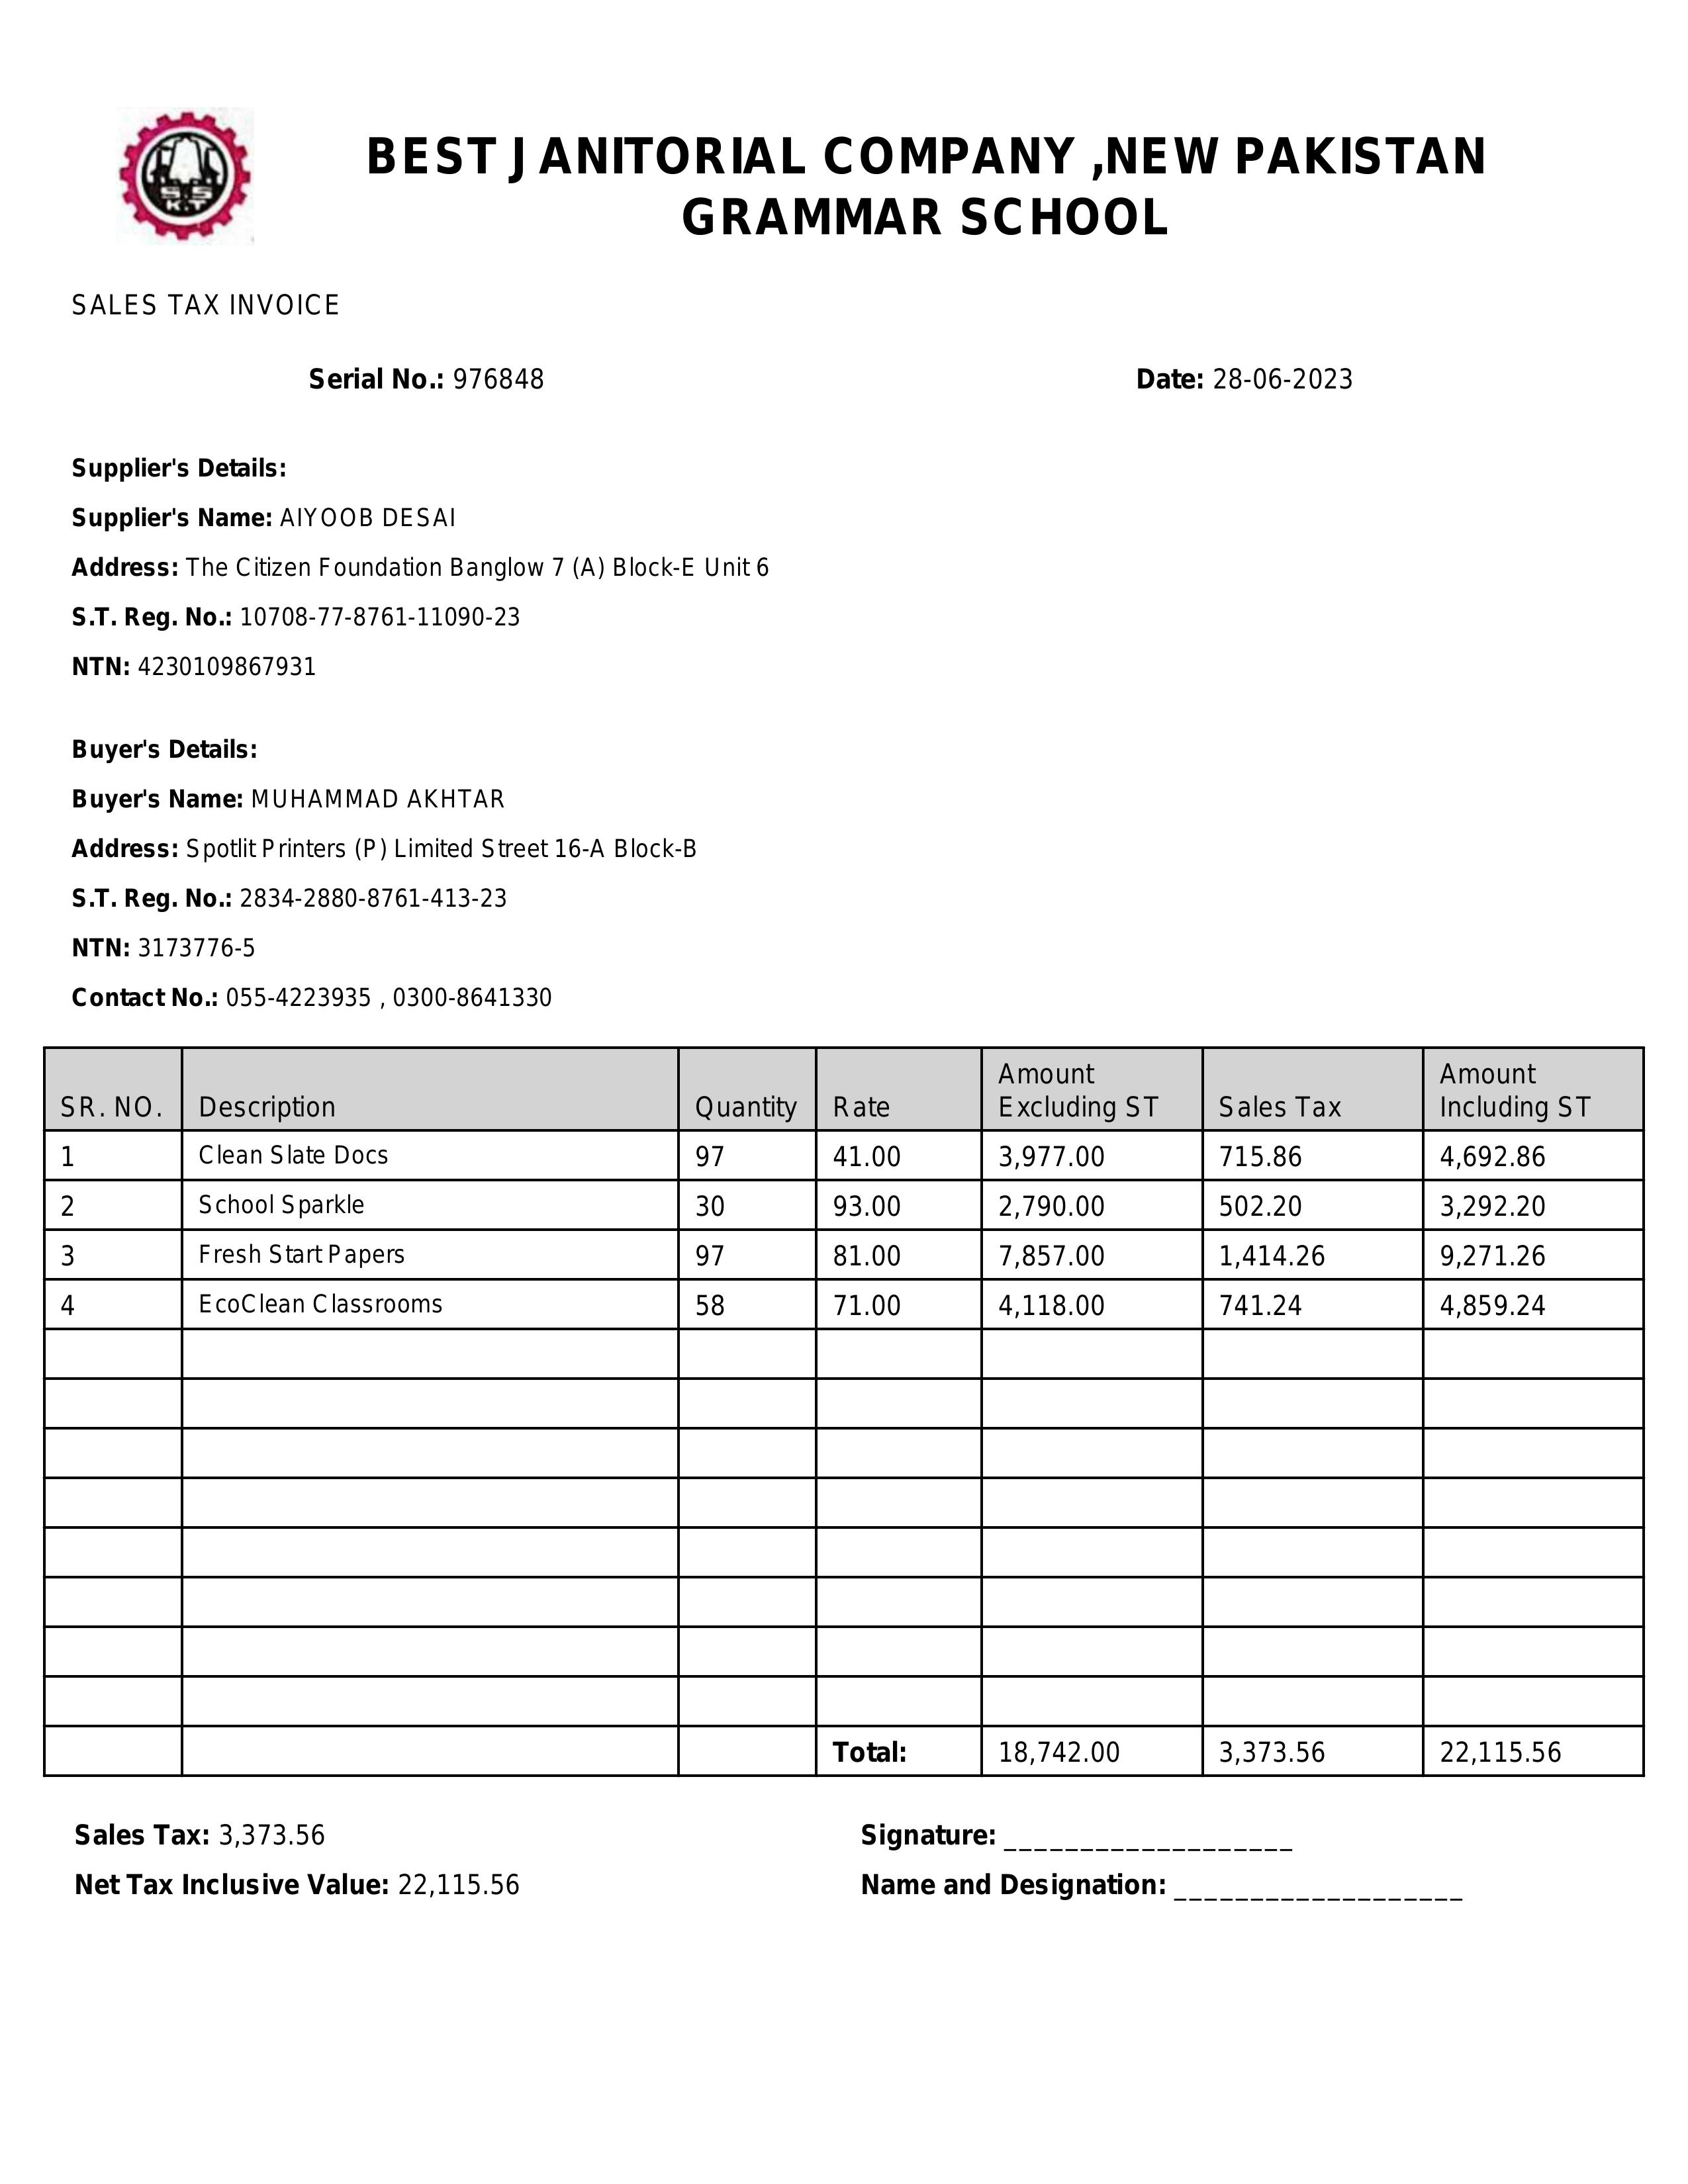 S.S
K.T
BEST JANITORIAL COMPANY ,NEW PAKISTAN
GRAMMAR SCHOOL
SALES TAX INVOICE
Serial No.: 976848 Date: 28-06-2023
Supplier's Details:
Supplier's Name: AIYOOB DESAI
Address: The Citizen Foundation Banglow 7 (A) Block-E Unit 6
S.T. Reg. No.: 10708-77-8761-11090-23
NTN: 4230109867931
Buyer's Details:
Buyer's Name: MUHAMMAD AKHTAR
Address: Spotlit Printers (P) Limited Street 16-A Block-B
S.T. Reg. No.: 2834-2880-8761-413-23
NTN: 3173776-5
Contact No.: 055-4223935 , 0300-8641330
SR. NO. Description Quantity Rate Amount Excluding ST Sales Tax Amount Including ST
1 Clean Slate Docs 97 41.00 3,977.00 715.86 4,692.86
2 School Sparkle 30 93.00 2,790.00 502.20 3,292.20
3 Fresh Start Papers 97 81.00 7,857.00 1,414.26 9,271.26
4 EcoClean Classrooms 58 71.00 4,118.00 741.24 4,859.24
Total: 18,742.00 3,373.56 22,115.56
Sales Tax: 3,373.56 Signature: ___________________
Net Tax Inclusive Value: 22,115.56 Name and Designation: ___________________